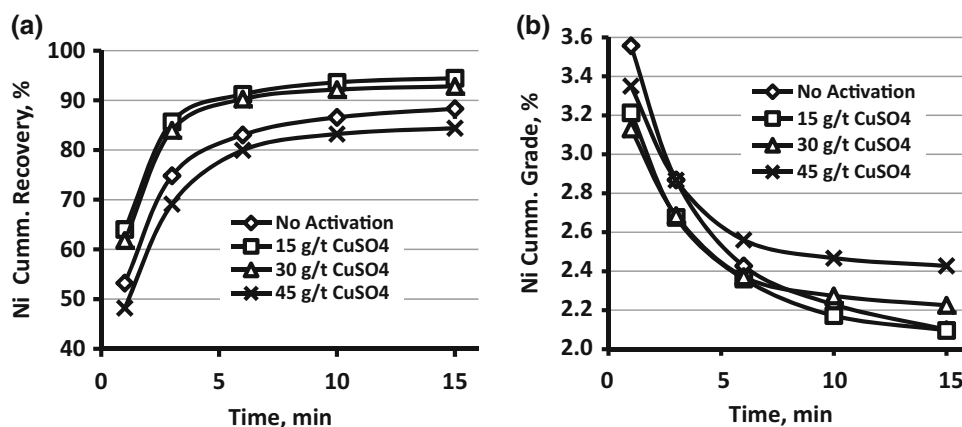 (a)
Ni Cumm. Recovery, %
100
90
80
70
60
50
40
No Activation
15 g/t CuSO4
30 g/t CuSO4
45 g/t CuSO4
0
5
10
15
Time, min
(b)
Ni Cumm. Grade, %
3.6
3.4
3.2
3.0
2.8
2.6
2.4
2.2
2.0
No Activation
15 g/t CuSO4
30 g/t CuSO4
45 g/t CuSO4
0
5
10
15
Time, min